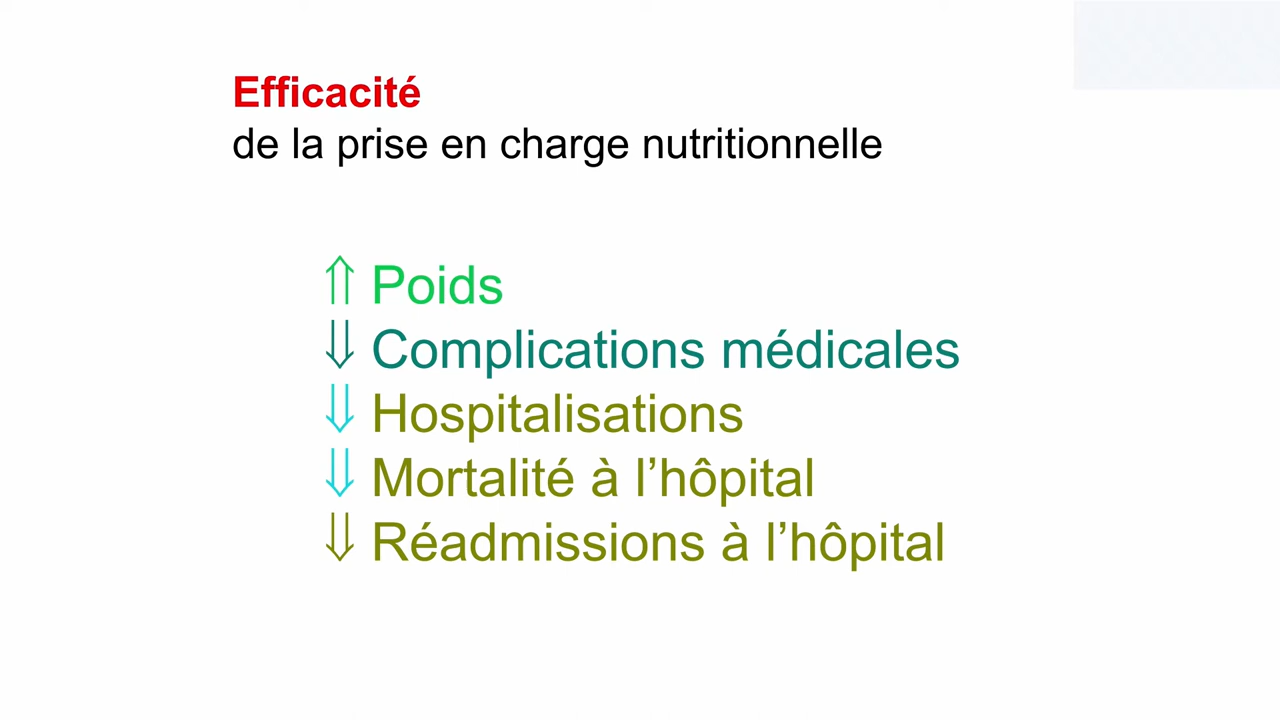 Efficacité
de la prise en charge nutritionnelle
⇑ Poids
⇓ Complications médicales
⇓ Hospitalisations
⇓ Mortalité à l’hôpital
⇓ Réadmissions à l’hôpital